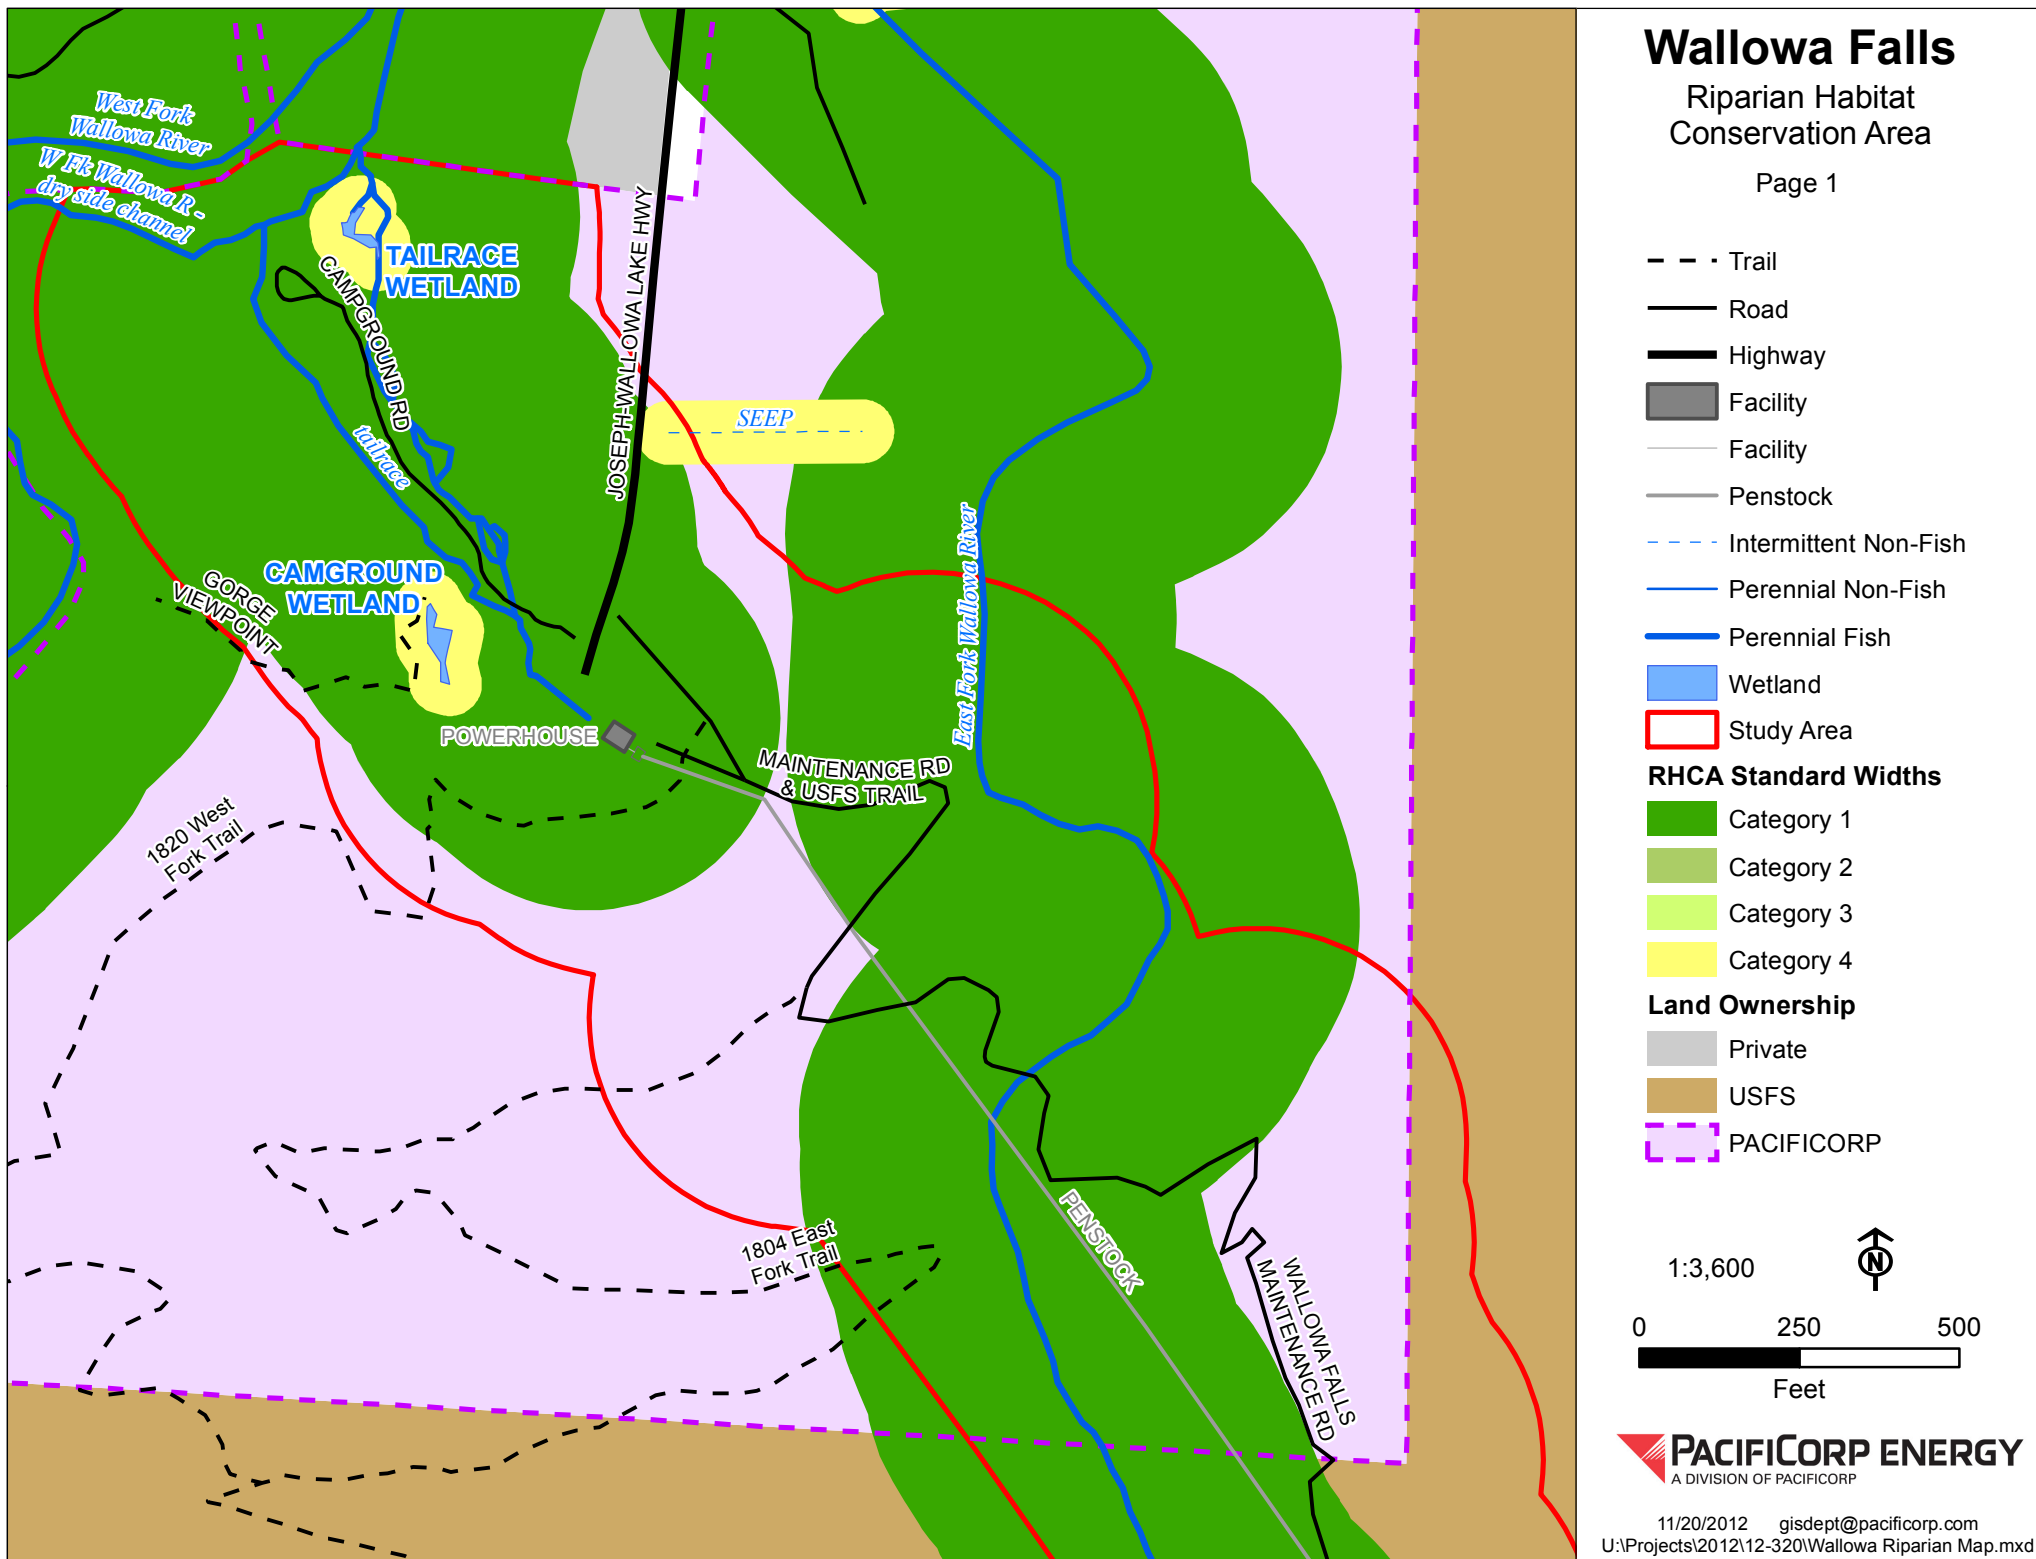 Wallowa Falls
Riparian Habitat
Conservation Area
Page 1
Trail
Road
Highway
Facility
Facility
Penstock
Intermittent Non-Fish
Perennial Non-Fish
Perennial Fish
Wetland
Study Area
RHCA Standard Widths
Category 1
Category 2
Category 3
Category 4
Land Ownership
Private
USFS
PACIFICORP
1:3,600
N
0 250 500
Feet
PACIFICORP ENERGY
A DIVISION OF PACIFICORP
11/20/2012 gisdept@pacificorp.com
U:\Projects\2012\12-320\Wallowa Riparian Map.mxd
West Fork
Wallowa River
W Fk Wallowa R -
dry side channel
TAILRACE
WETLAND
CAMPGROUND RD
JOSEPH-WALLOWA LAKE HWY
SEEP
tailrace
CAMGROUND
WETLAND
GORGE
VIEWPOINT
East Fork Wallowa River
POWERHOUSE
MAINTENANCE RD
& USFS TRAIL
1820 West
Fork Trail
1804 East
Fork Trail
PENSTOCK
WALLOWA FALLS
MAINTENANCE RD